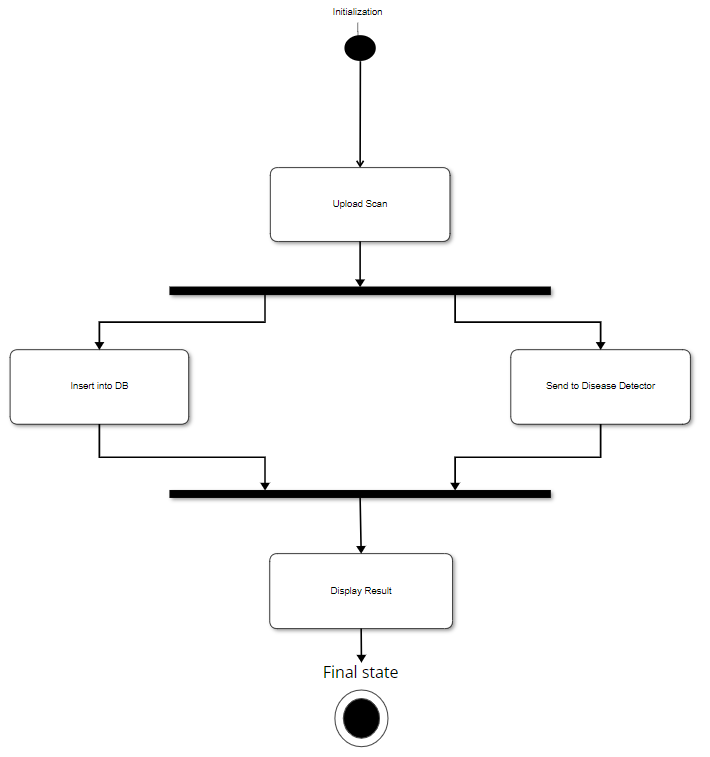 Initialization
Upload Scan
Insert into DB
Send to Disease Detector
Display Result
Final state